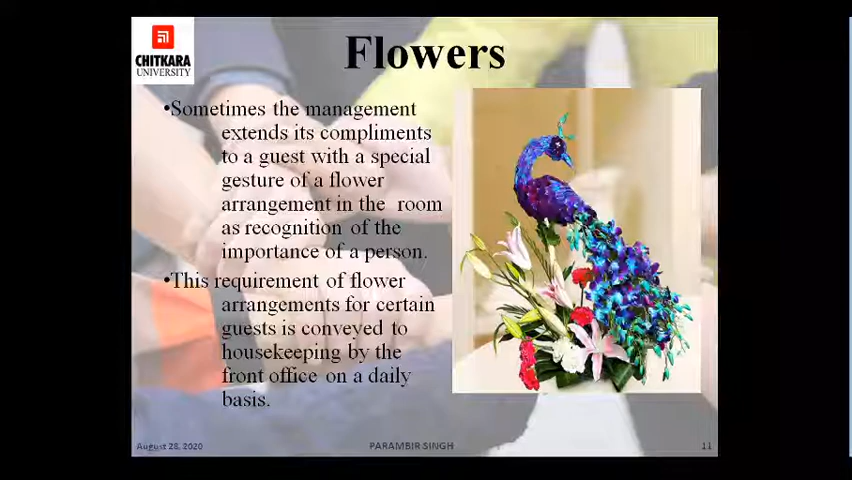 CHITKARA
UNIVERSITY
Flowers
•Sometimes the management
extends its compliments
to a guest with a special
gesture of a flower
arrangement in the room
as recognition of the
importance of a person.
•This requirement of flower
arrangements for certain
guests is conveyed to
housekeeping by the
front office on a daily
basis.
August 28, 2020
PARAMBIR SINGH
11